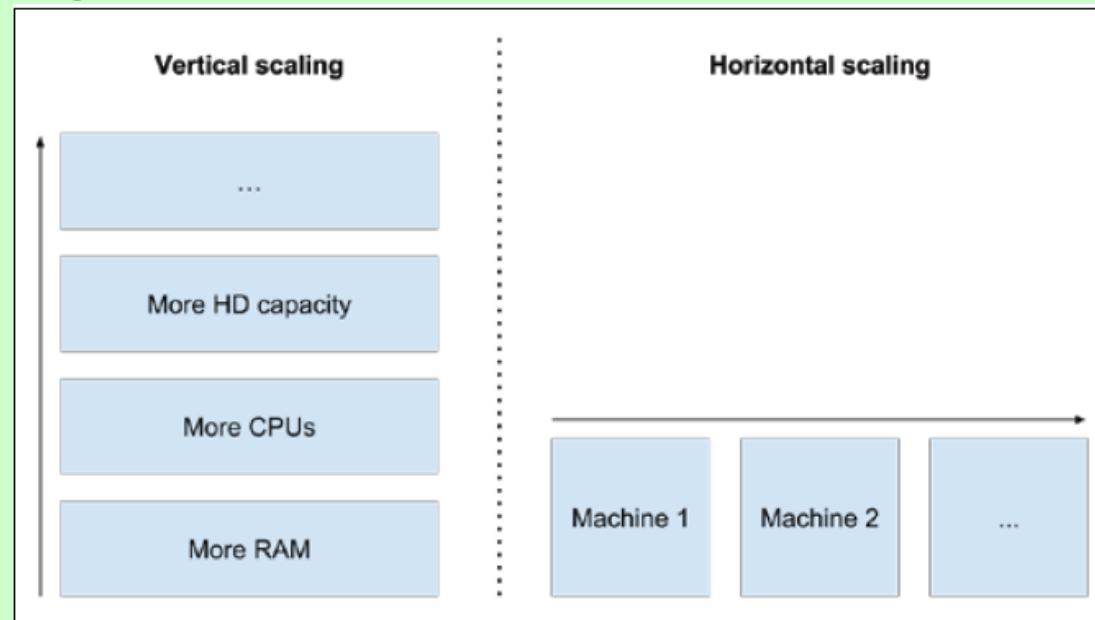 Vertical scaling
...
More HD capacity
More CPUs
More RAM
Horizontal scaling
Machine 1
Machine 2
...